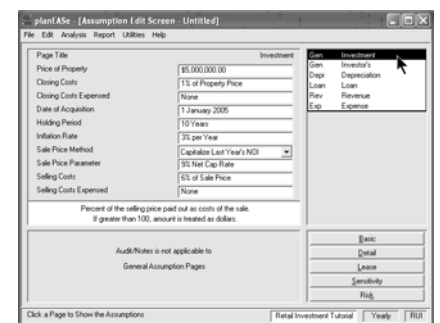 planEASe - [Assumption Edit Screen - Untitled]
File Edit Analysis Report Utilities Help
Page Title Investment
Price of Property $5,000,000.00
Closing Costs 1% of Property Price
Closing Costs Expensed None
Date of Acquisition 1 January 2005
Holding Period 10 Years
Inflation Rate 3% per Year
Sale Price Method Capitalize Last Year's NOI
Sale Price Parameter 9% Net Cap Rate
Selling Costs 6% of Sale Price
Selling Costs Expensed None
Gen Investment
Gen Investor's
Depr Depreciation
Loan Loan
Rev Revenue
Exp Expense
Percent of the selling price paid out as costs of the sale.
If greater than 100, amount is treated as dollars.
Audit/Notes is not applicable to
General Assumption Pages
Basic
Detail
Lease
Sensitivity
Risk
Click a Page to Show the Assumptions Retail Investment Tutorial Yearly RUI